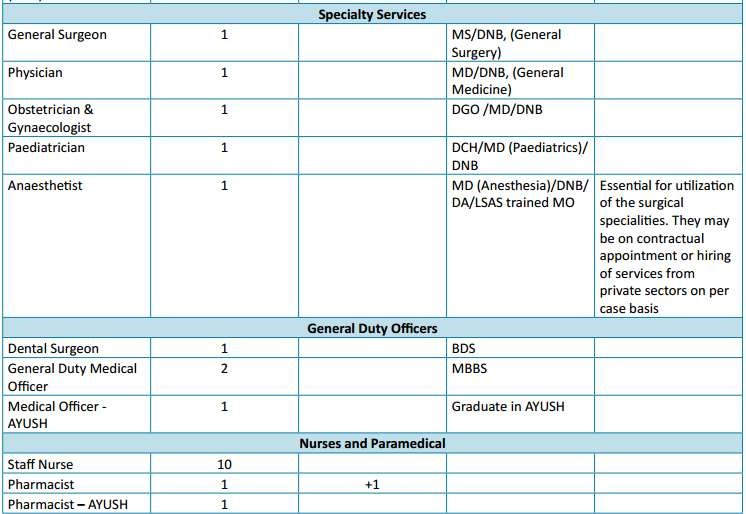 Specialty Services
General Surgeon 1 MS/DNB, (General
Surgery)
Physician 1 MD/DNB, (General
Medicine)
Obstetrician & 1 DGO /MD/DNB
Gynaecologist
Paediatrician 1 DCH/MD (Paediatrics)/
DNB
Anaesthetist 1 MD (Anesthesia)/DNB/ Essential for utilization
DA/LSAS trained MO of the surgical
specialities. They may
be on contractual
appointment or hiring
of services from
private sectors on per
case basis
General Duty Officers
Dental Surgeon 1 BDS
General Duty Medical 2 MBBS
Officer
Medical Officer - 1 Graduate in AYUSH
AYUSH
Nurses and Paramedical
Staff Nurse 10
Pharmacist 1 +1
Pharmacist – AYUSH 1